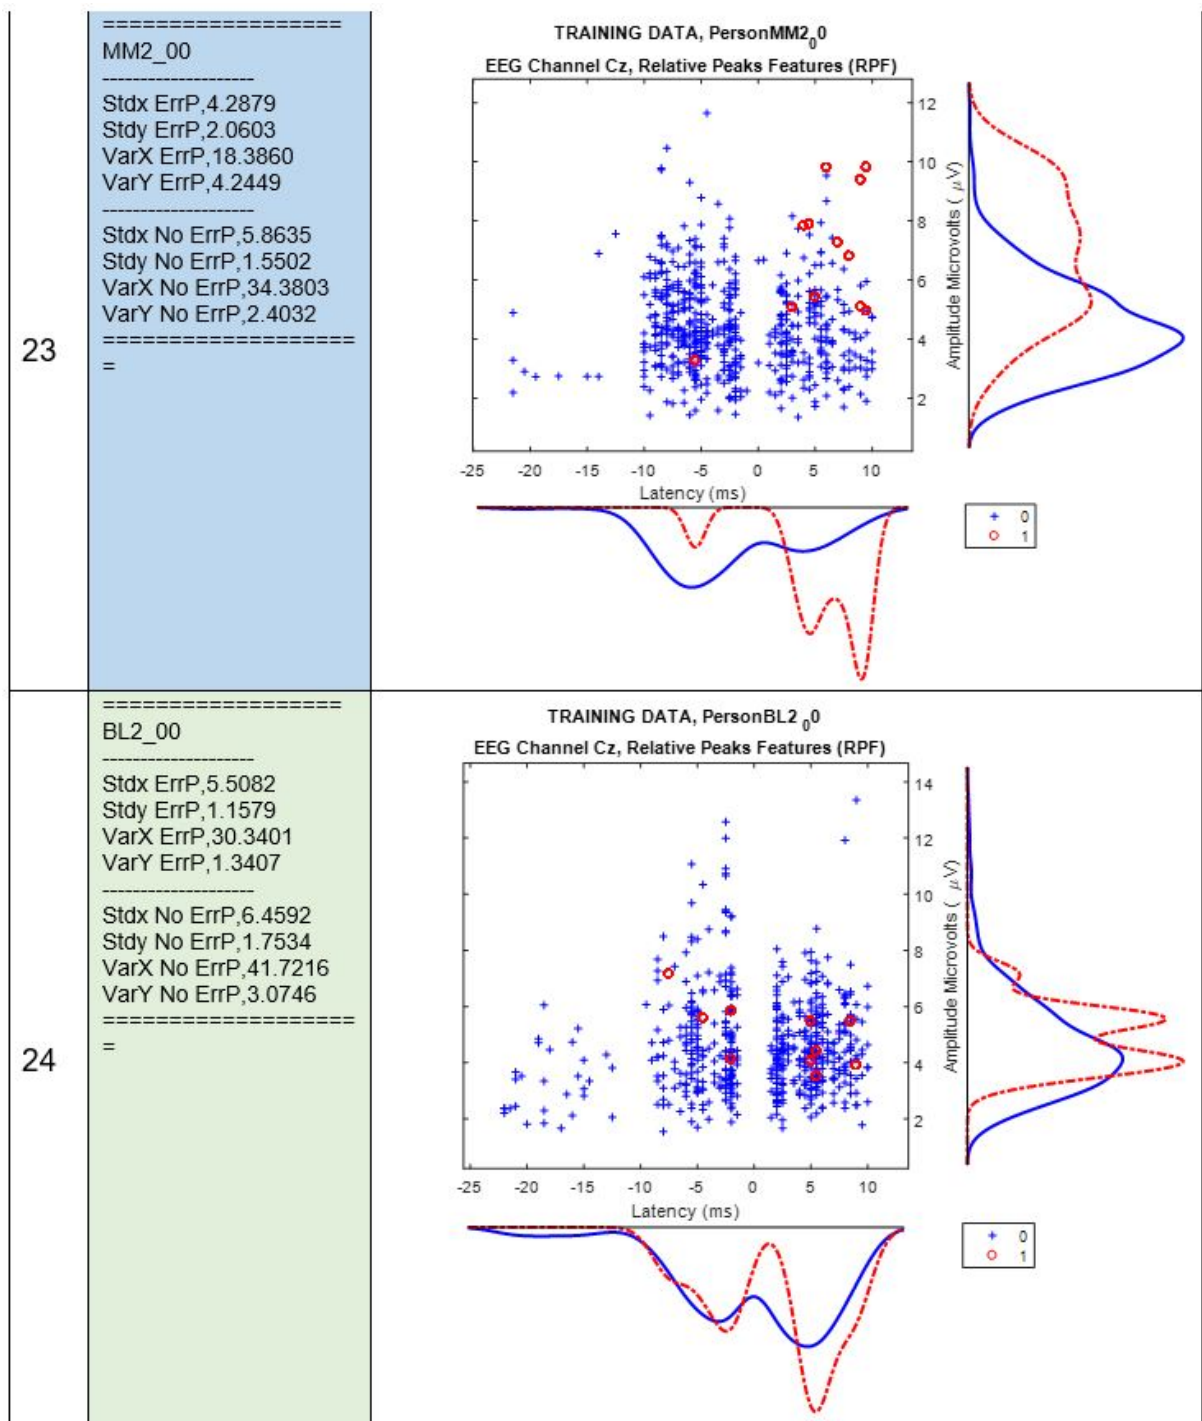 23
===================
MM2_00
--------------------
Stdx ErrP,4.2879
Stdy ErrP,2.0603
VarX ErrP,18.3860
VarY ErrP,4.2449
--------------------
Stdx No ErrP,5.8635
Stdy No ErrP,1.5502
VarX No ErrP,34.3803
VarY No ErrP,2.4032
====================
=
TRAINING DATA, PersonMM2₀0
EEG Channel Cz, Relative Peaks Features (RPF)
12
10
8
6
4
2
Amplitude Microvolts ( μV)
-25 -20 -15 -10 -5 0 5 10
Latency (ms)
+ 0
o 1
24
===================
BL2_00
--------------------
Stdx ErrP,5.5082
Stdy ErrP,1.1579
VarX ErrP,30.3401
VarY ErrP,1.3407
--------------------
Stdx No ErrP,6.4592
Stdy No ErrP,1.7534
VarX No ErrP,41.7216
VarY No ErrP,3.0746
====================
=
TRAINING DATA, PersonBL2₀0
EEG Channel Cz, Relative Peaks Features (RPF)
14
12
10
8
6
4
2
Amplitude Microvolts ( μV)
-25 -20 -15 -10 -5 0 5 10
Latency (ms)
+ 0
o 1